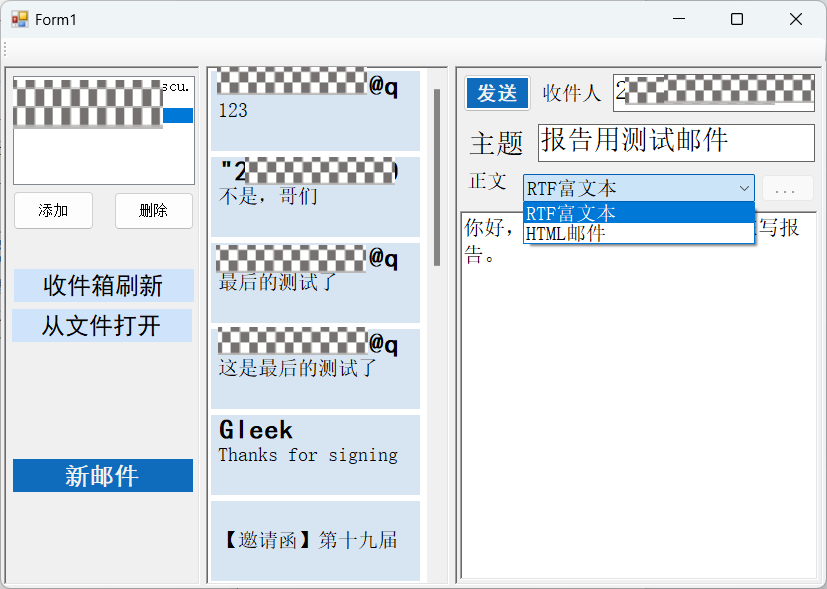 Form1
scu.
添加
删除
收件箱刷新
从文件打开
新邮件
@q
123
"2
不是，哥们
@q
最后的测试了
@q
这是最后的测试了
Gleek
Thanks for signing
【邀请函】第十九届
发送
收件人
2
主题
报告用测试邮件
正文
RTF富文本
...
RTF富文本
HTML邮件
你好，
写报
告。